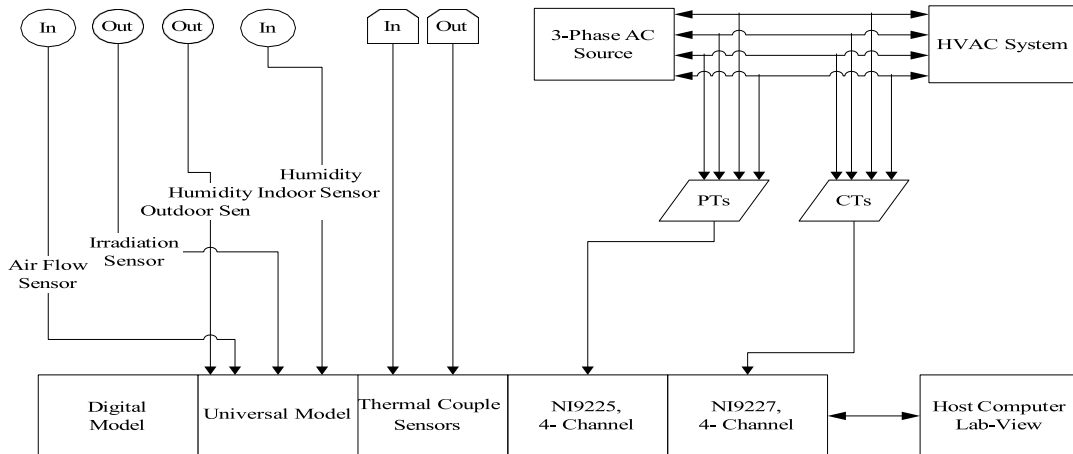 In
Out
Out
In
In
Out
3-Phase AC
Source
HVAC System
Humidity
Indoor Sensor
Humidity
Outdoor Sen
PTs
CTs
Irradiation
Sensor
Air Flow
Sensor
Digital
Model
Universal Model
Thermal Couple
Sensors
NI9225,
4- Channel
NI9227,
4- Channel
Host Computer
Lab-View